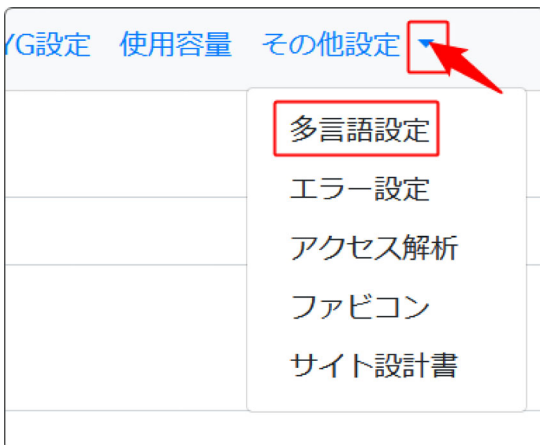 YG設定 使用容量 その他設定
多言語設定
エラー設定
アクセス解析
ファビコン
サイト設計書